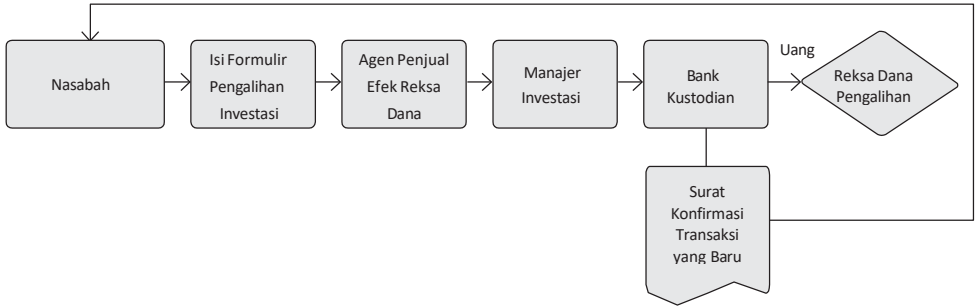 Nasabah
Isi Formulir
Pengalihan
Investasi
Agen Penjual
Efek Reksa
Dana
Manajer
Investasi
Bank
Kustodian
Uang
Reksa Dana
Pengalihan
Surat
Konfirmasi
Transaksi
yang Baru